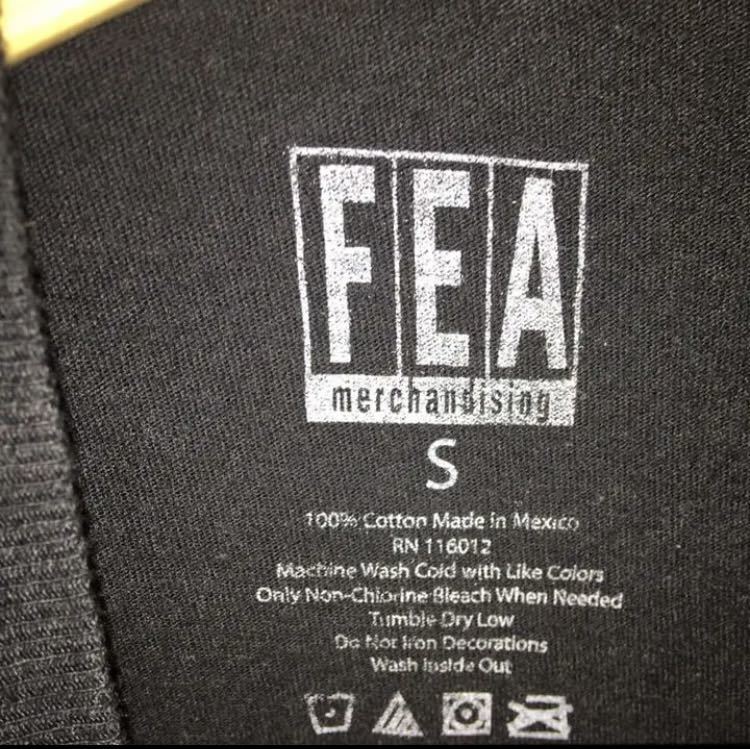 FEA
merchandising
S
100% Cotton Made in Mexico
RN 116012
Machine Wash Cold with Like Colors
Only Non-Chlorine Bleach When Needed
Tumble Dry Low
Do Not Iron Decorations
Wash Inside Out